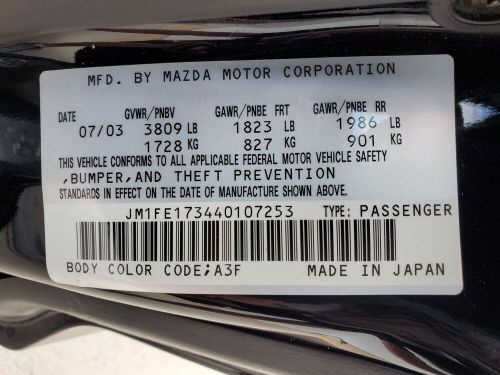 MFD. BY MAZDA MOTOR CORPORATION
DATE GVWR/PNBV GAWR/PNBE FRT GAWR/PNBE RR
07/03 3809 LB 1823 LB 1986 LB
1728 KG 827 KG 901 KG
THIS VEHICLE CONFORMS TO ALL APPLICABLE FEDERAL MOTOR VEHICLE SAFETY
,BUMPER,AND THEFT PREVENTION
STANDARDS IN EFFECT ON THE DATE OF MANUFACTURE SHOWN ABOVE.
JM1FE173440107253 TYPE: PASSENGER
BODY COLOR CODE;A3F MADE IN JAPAN